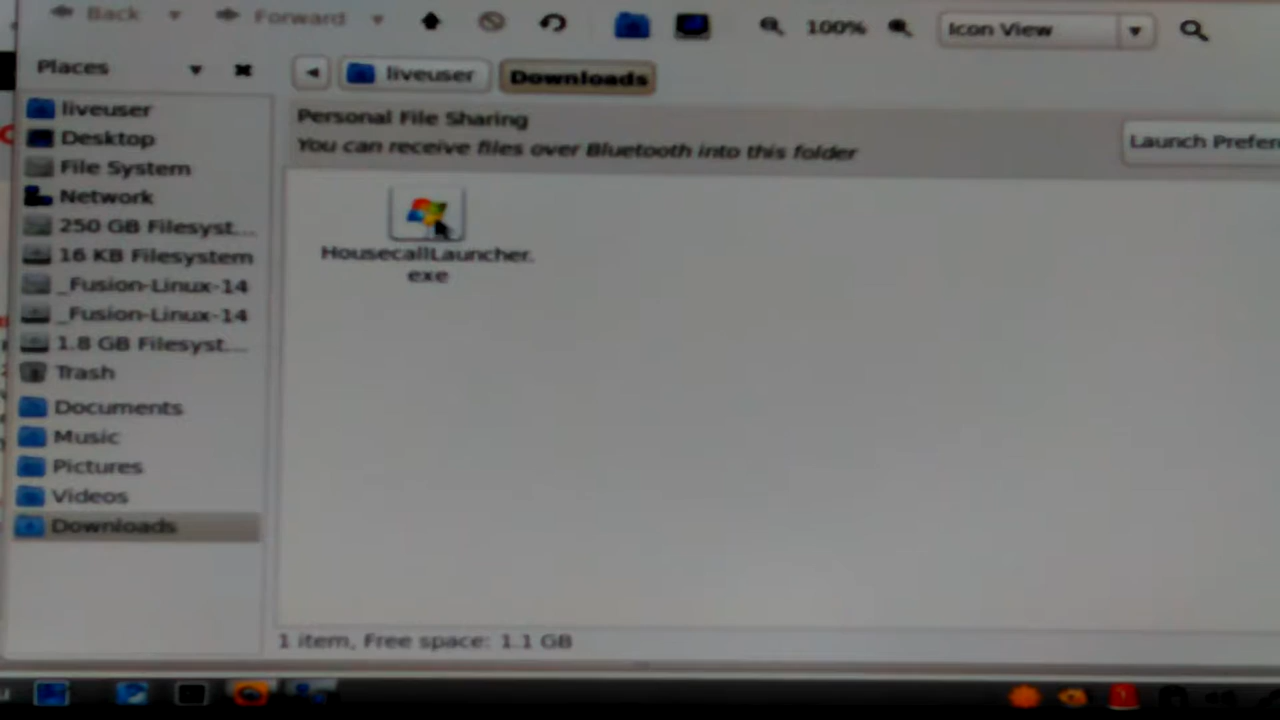 Back
Forward
100%
Icon View
Places
liveuser
Downloads
liveuser
Desktop
File System
Network
250 GB Filesyst...
16 KB Filesystem
_Fusion-Linux-14
_Fusion-Linux-14
1.8 GB Filesyst...
Trash
Documents
Music
Pictures
Videos
Downloads
Personal File Sharing
You can receive files over Bluetooth into this folder
Launch Prefer
HousecallLauncher.
exe
1 item, Free space: 1.1 GB